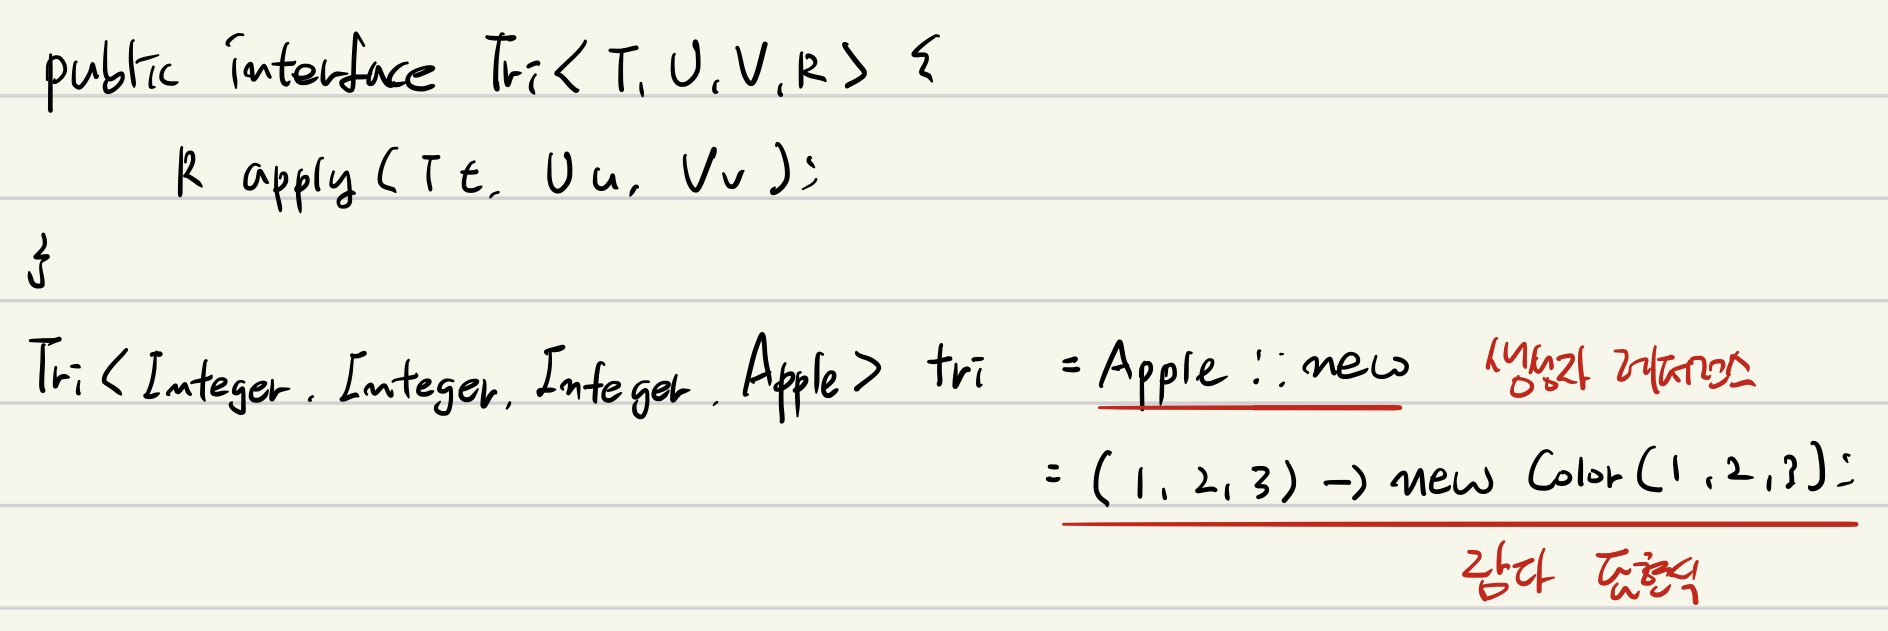 public interface Tri< T, U, V, R > {
R apply ( T t, U u, V v );
}
Tri < Integer, Integer, Integer, Apple > tri = Apple :: new 생성자 레퍼런스
= ( 1, 2, 3 ) -> new Color ( 1, 2, 3 );
람다 표현식